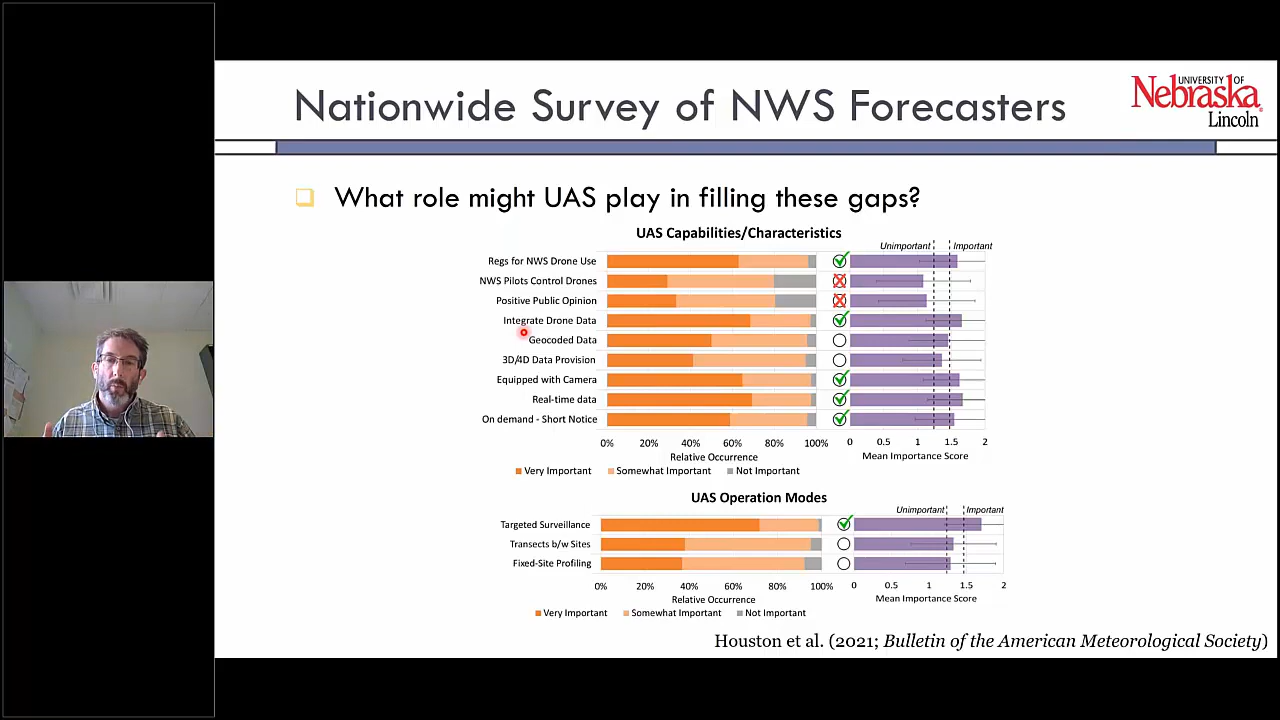 Nationwide Survey of NWS Forecasters
UNIVERSITY OF
Nebraska
Lincoln
What role might UAS play in filling these gaps?
UAS Capabilities/Characteristics
Unimportant Important
Regs for NWS Drone Use
NWS Pilots Control Drones
Positive Public Opinion
Integrate Drone Data
Geocoded Data
3D/4D Data Provision
Equipped with Camera
Real-time data
On demand - Short Notice
0% 20% 40% 60% 80% 100% 0 0.5 1 1.5 2
Relative Occurrence Mean Importance Score
Very Important Somewhat Important Not Important
UAS Operation Modes
Unimportant Important
Targeted Surveillance
Transects b/w Sites
Fixed-Site Profiling
0% 20% 40% 60% 80% 100% 0 0.5 1 1.5 2
Relative Occurrence Mean Importance Score
Very Important Somewhat Important Not Important
Houston et al. (2021; Bulletin of the American Meteorological Society)